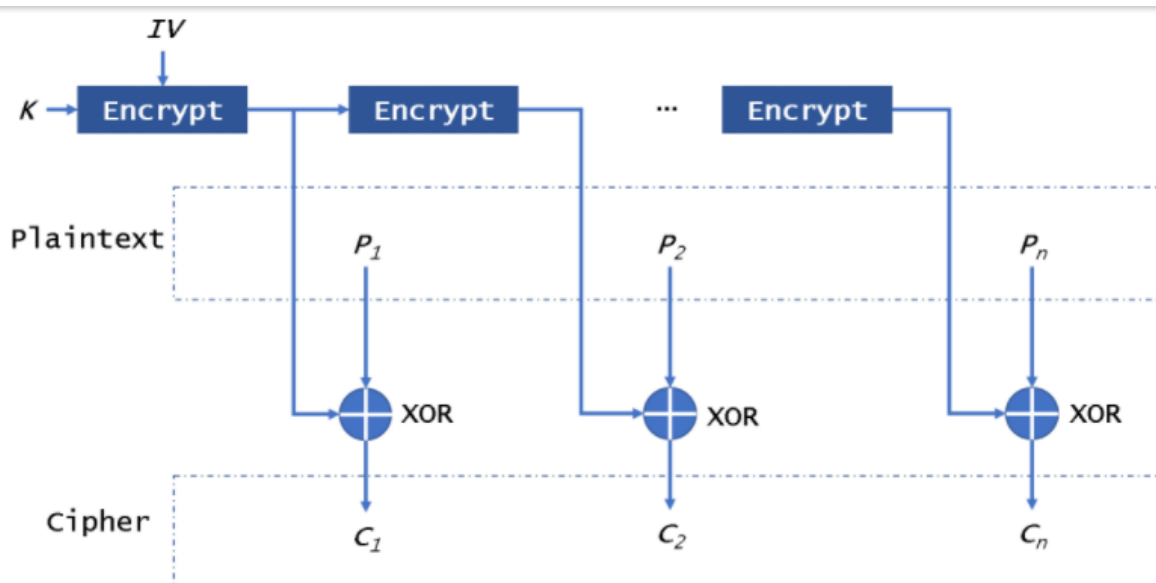 IV
K Encrypt Encrypt ... Encrypt
Plaintext P1 P2 Pn
XOR XOR XOR
Cipher C1 C2 Cn